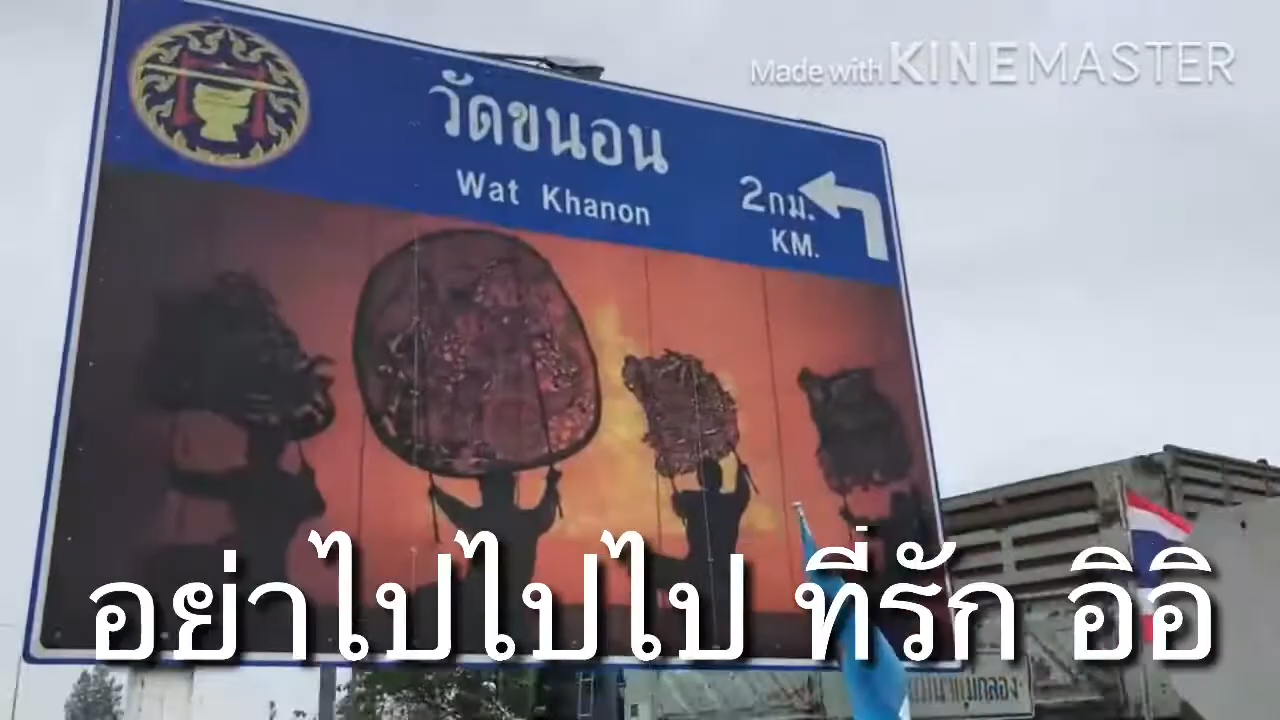 Made with KINEMASTER
วัดขนอน
Wat Khanon
2กม.
KM.
อย่าไปไปไป ที่รัก อิอิ